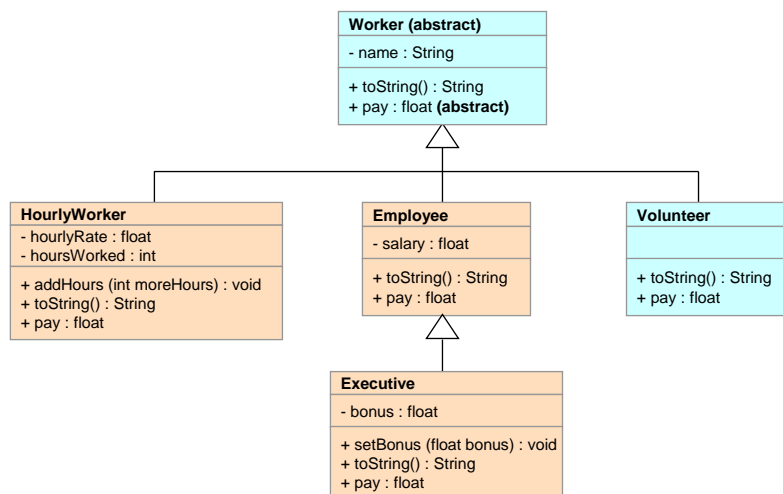 Worker (abstract)
- name : String
+ toString() : String
+ pay : float (abstract)
HourlyWorker
- hourlyRate : float
- hoursWorked : int
+ addHours (int moreHours) : void
+ toString() : String
+ pay : float
Employee
- salary : float
+ toString() : String
+ pay : float
Volunteer
+ toString() : String
+ pay : float
Executive
- bonus : float
+ setBonus (float bonus) : void
+ toString() : String
+ pay : float